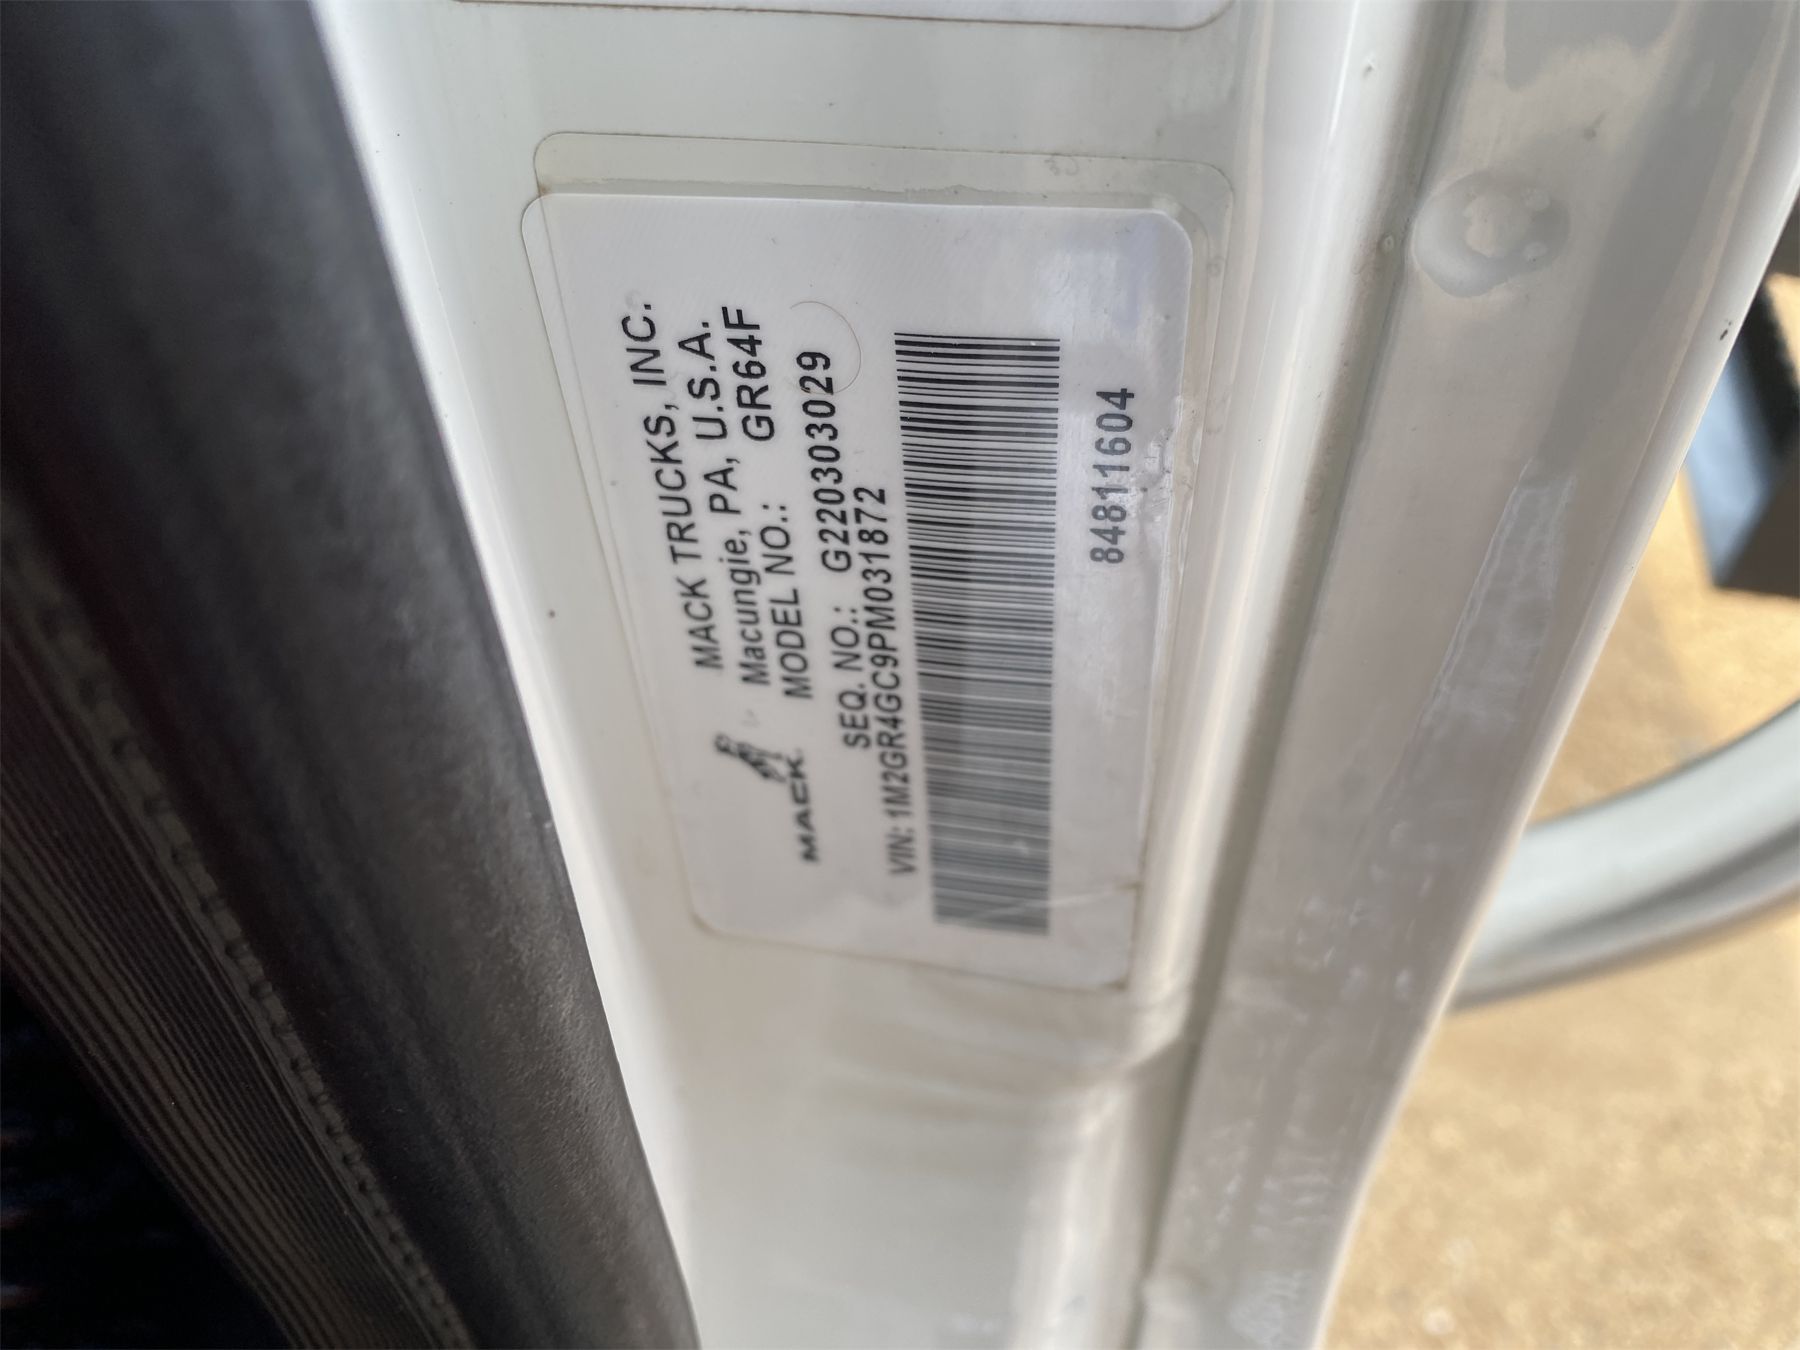 MACK TRUCKS, INC.
Macungie, PA, U.S.A.
MODEL NO.: GR64F
MACK
SEQ. NO.: G220303029
VIN: 1M2GR4GC9PM031872
84811604